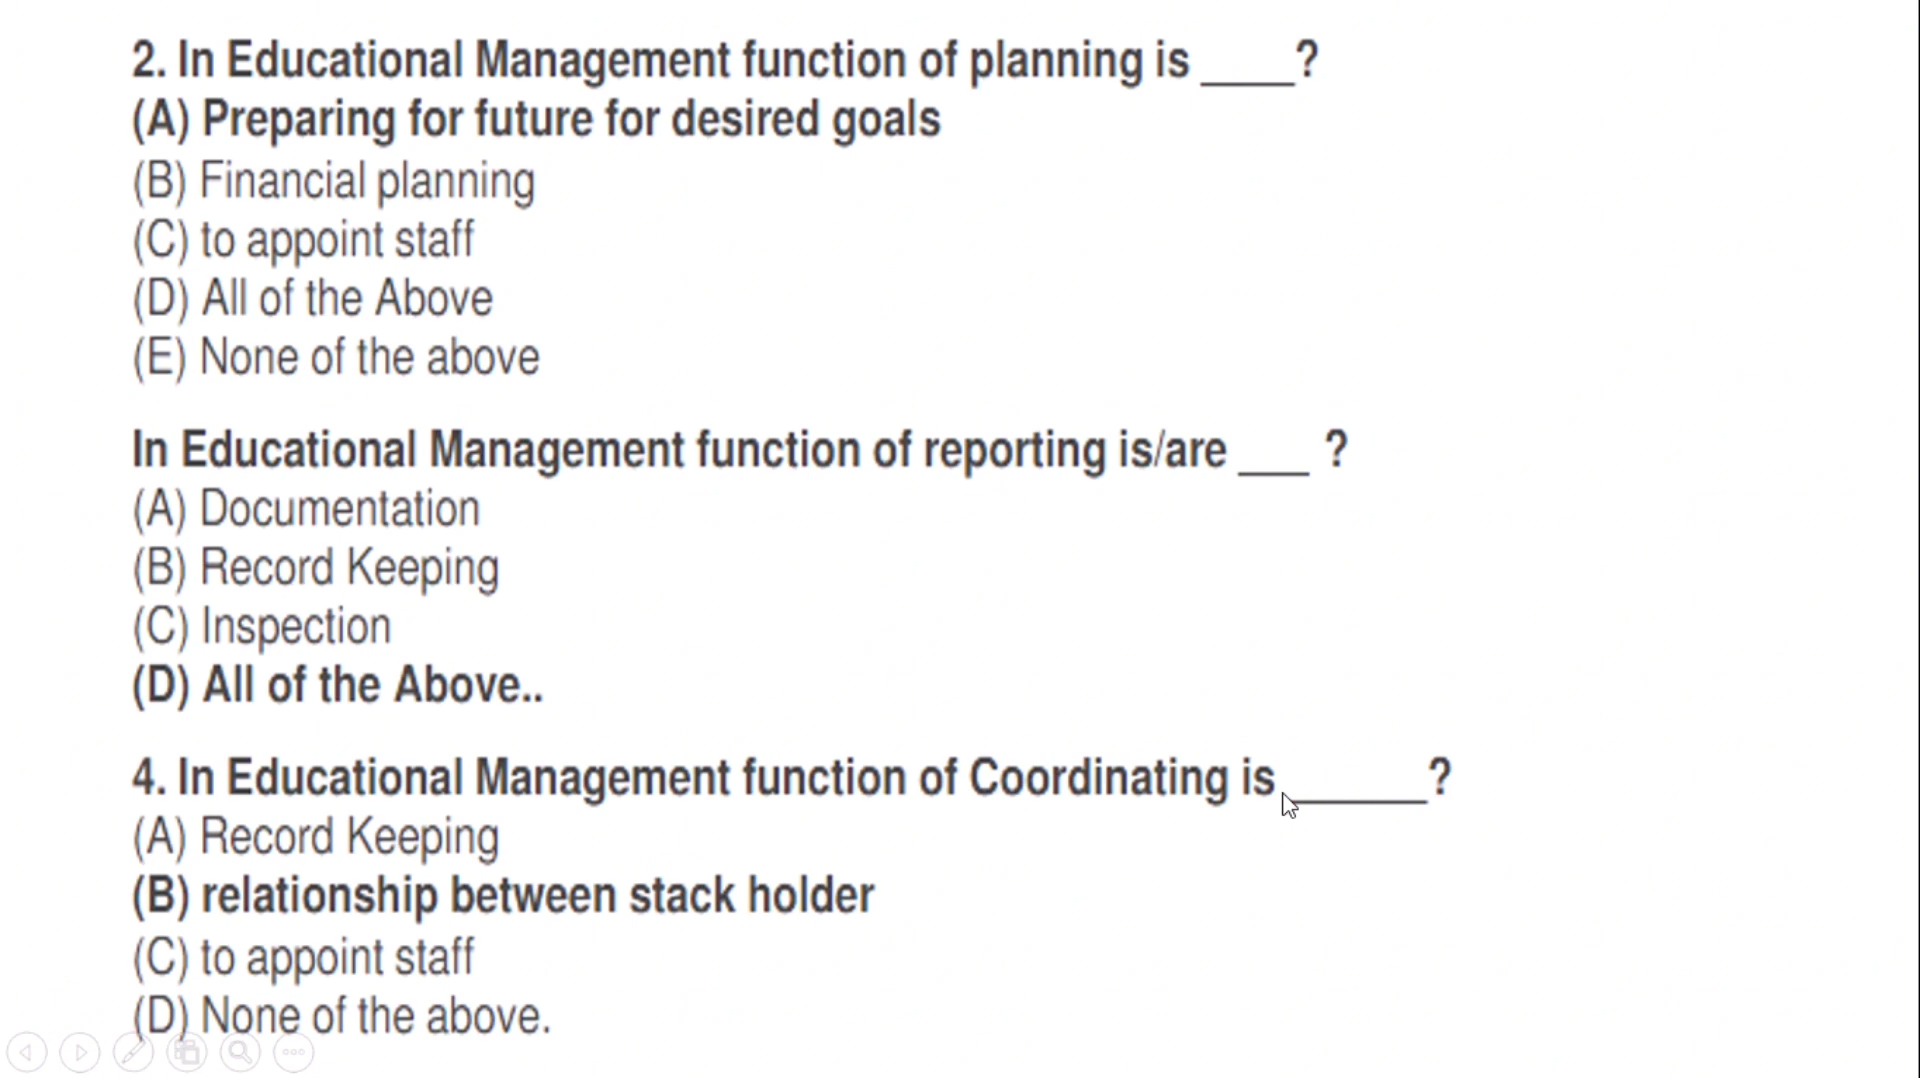 2. In Educational Management function of planning is ____?
(A) Preparing for future for desired goals
(B) Financial planning
(C) to appoint staff
(D) All of the Above
(E) None of the above
In Educational Management function of reporting is/are ___ ?
(A) Documentation
(B) Record Keeping
(C) Inspection
(D) All of the Above..
4. In Educational Management function of Coordinating is ______?
(A) Record Keeping
(B) relationship between stack holder
(C) to appoint staff
(D) None of the above.